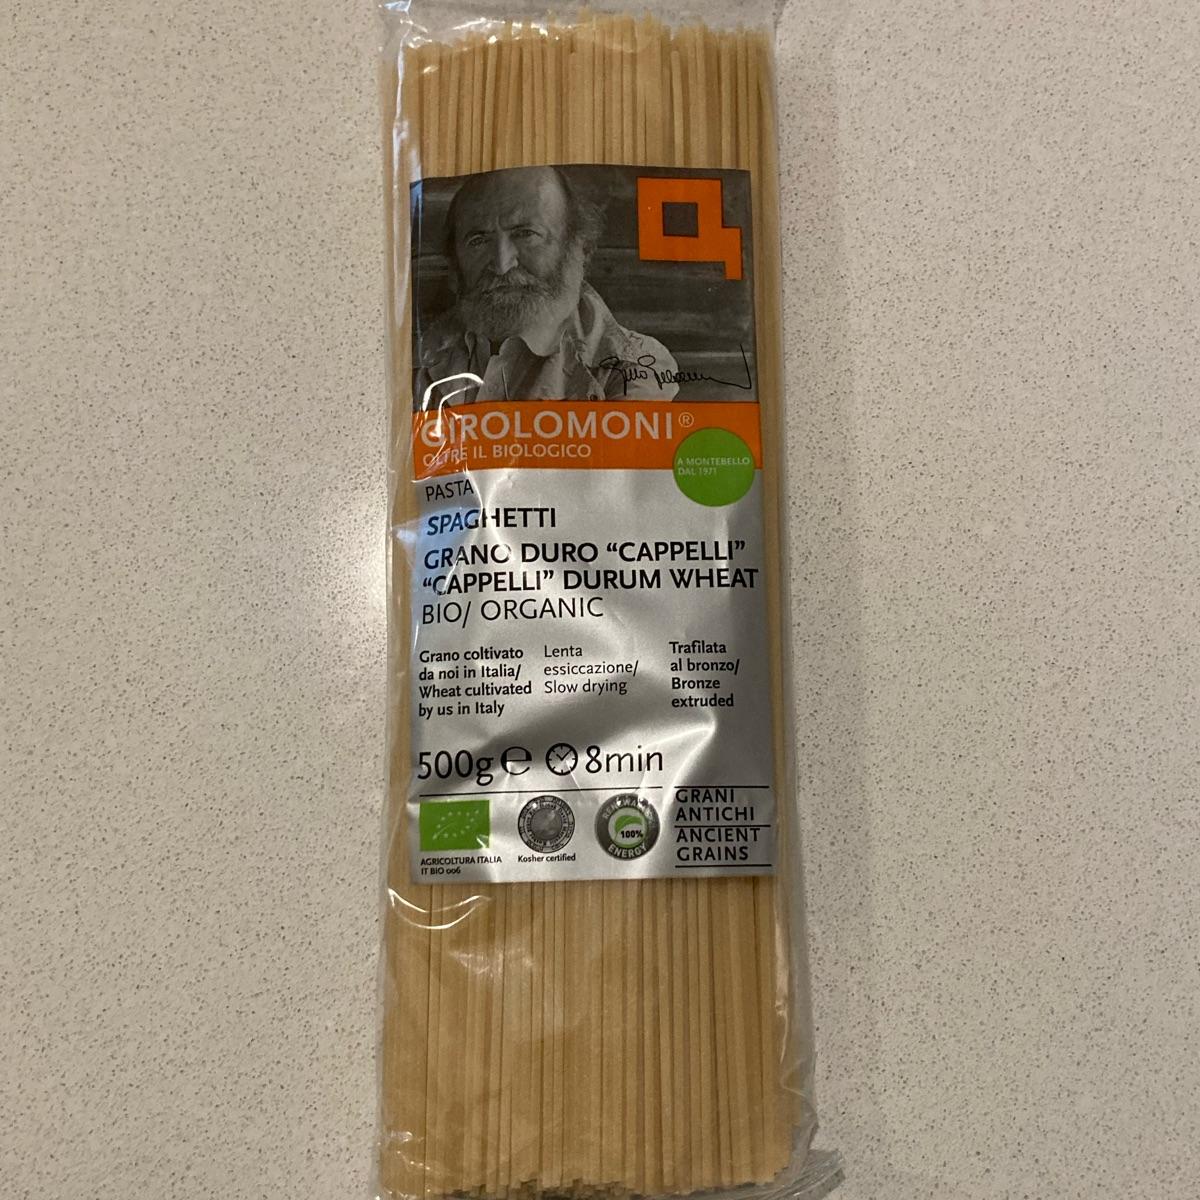 GIROLOMONI®
OLTRE IL BIOLOGICO
A MONTEBELLO
DAL 1971
PASTA
SPAGHETTI
GRANO DURO “CAPPELLI”
“CAPPELLI” DURUM WHEAT
BIO/ ORGANIC
Grano coltivato
da noi in Italia/
Wheat cultivated
by us in Italy
Lenta
essiccazione/
Slow drying
Trafilata
al bronzo/
Bronze
extruded
500g ℮ 8min
AGRICOLTURA ITALIA
IT BIO 006
Kosher certified
RENEWABLE
100%
ENERGY
GRANI
ANTICHI
ANCIENT
GRAINS